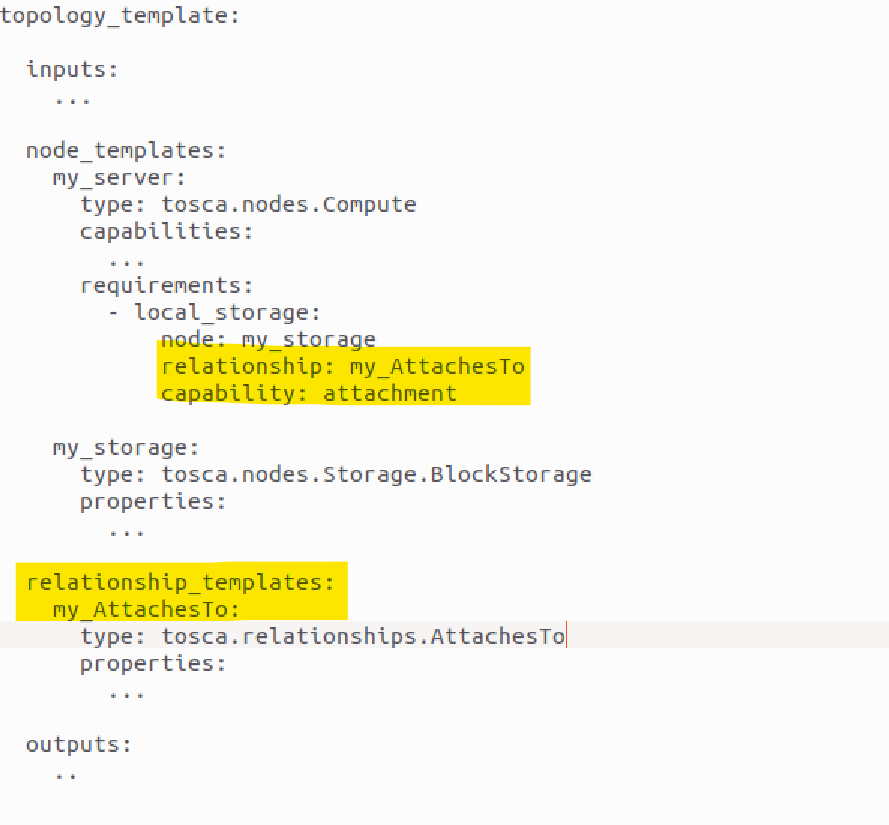 topology_template:
inputs:
...
node_templates:
my_server:
type: tosca.nodes.Compute
capabilities:
...
requirements:
- local_storage:
node: my_storage
relationship: my_AttachesTo
capability: attachment
my_storage:
type: tosca.nodes.Storage.BlockStorage
properties:
...
relationship_templates:
my_AttachesTo:
type: tosca.relationships.AttachesTo
properties:
...
outputs:
..